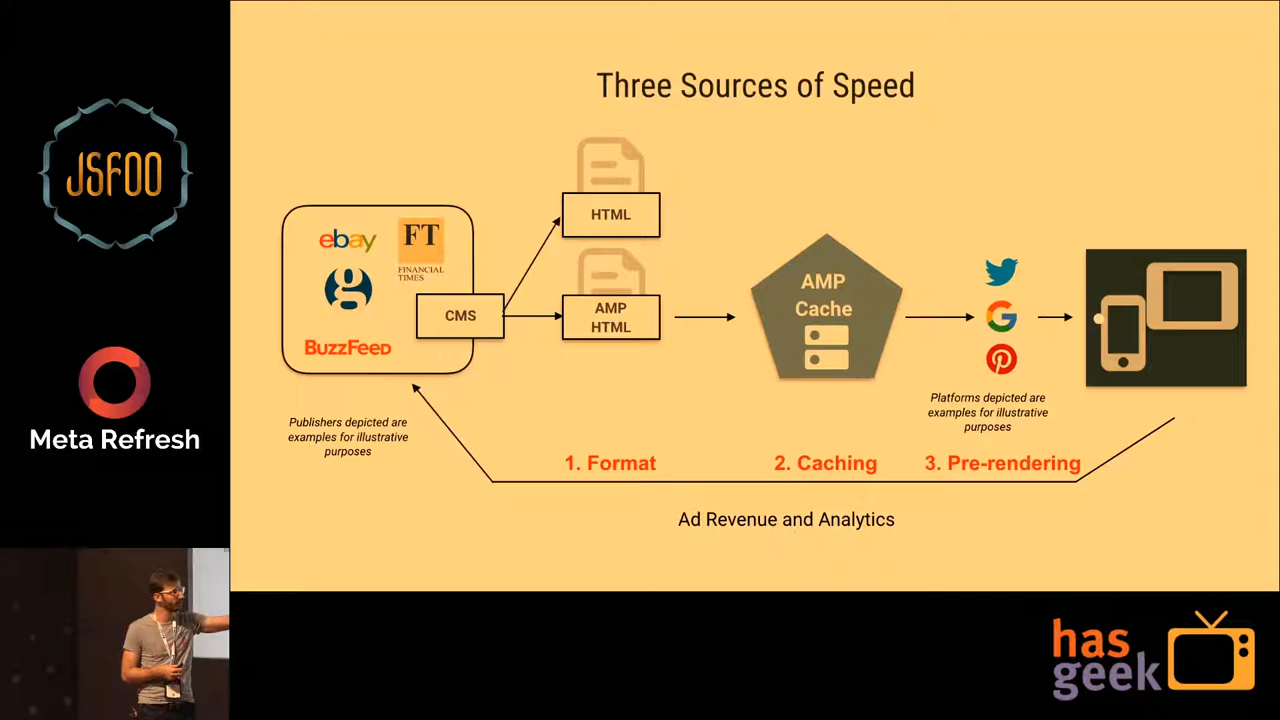 JSFOO
Meta Refresh
Three Sources of Speed
ebay
FT
FINANCIAL
TIMES
g
BuzzFeed
CMS
HTML
AMP
HTML
AMP
Cache
G
Publishers depicted are
examples for illustrative
purposes
Platforms depicted are
examples for illustrative
purposes
1. Format
2. Caching
3. Pre-rendering
Ad Revenue and Analytics
has
geek